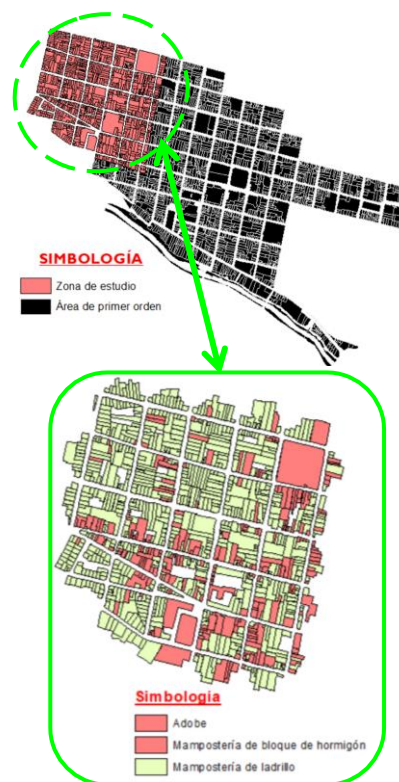 SIMBOLOGÍA
Zona de estudio
Área de primer orden
Simbologia
Adobe
Mampostería de bloque de hormigón
Mampostería de ladrillo